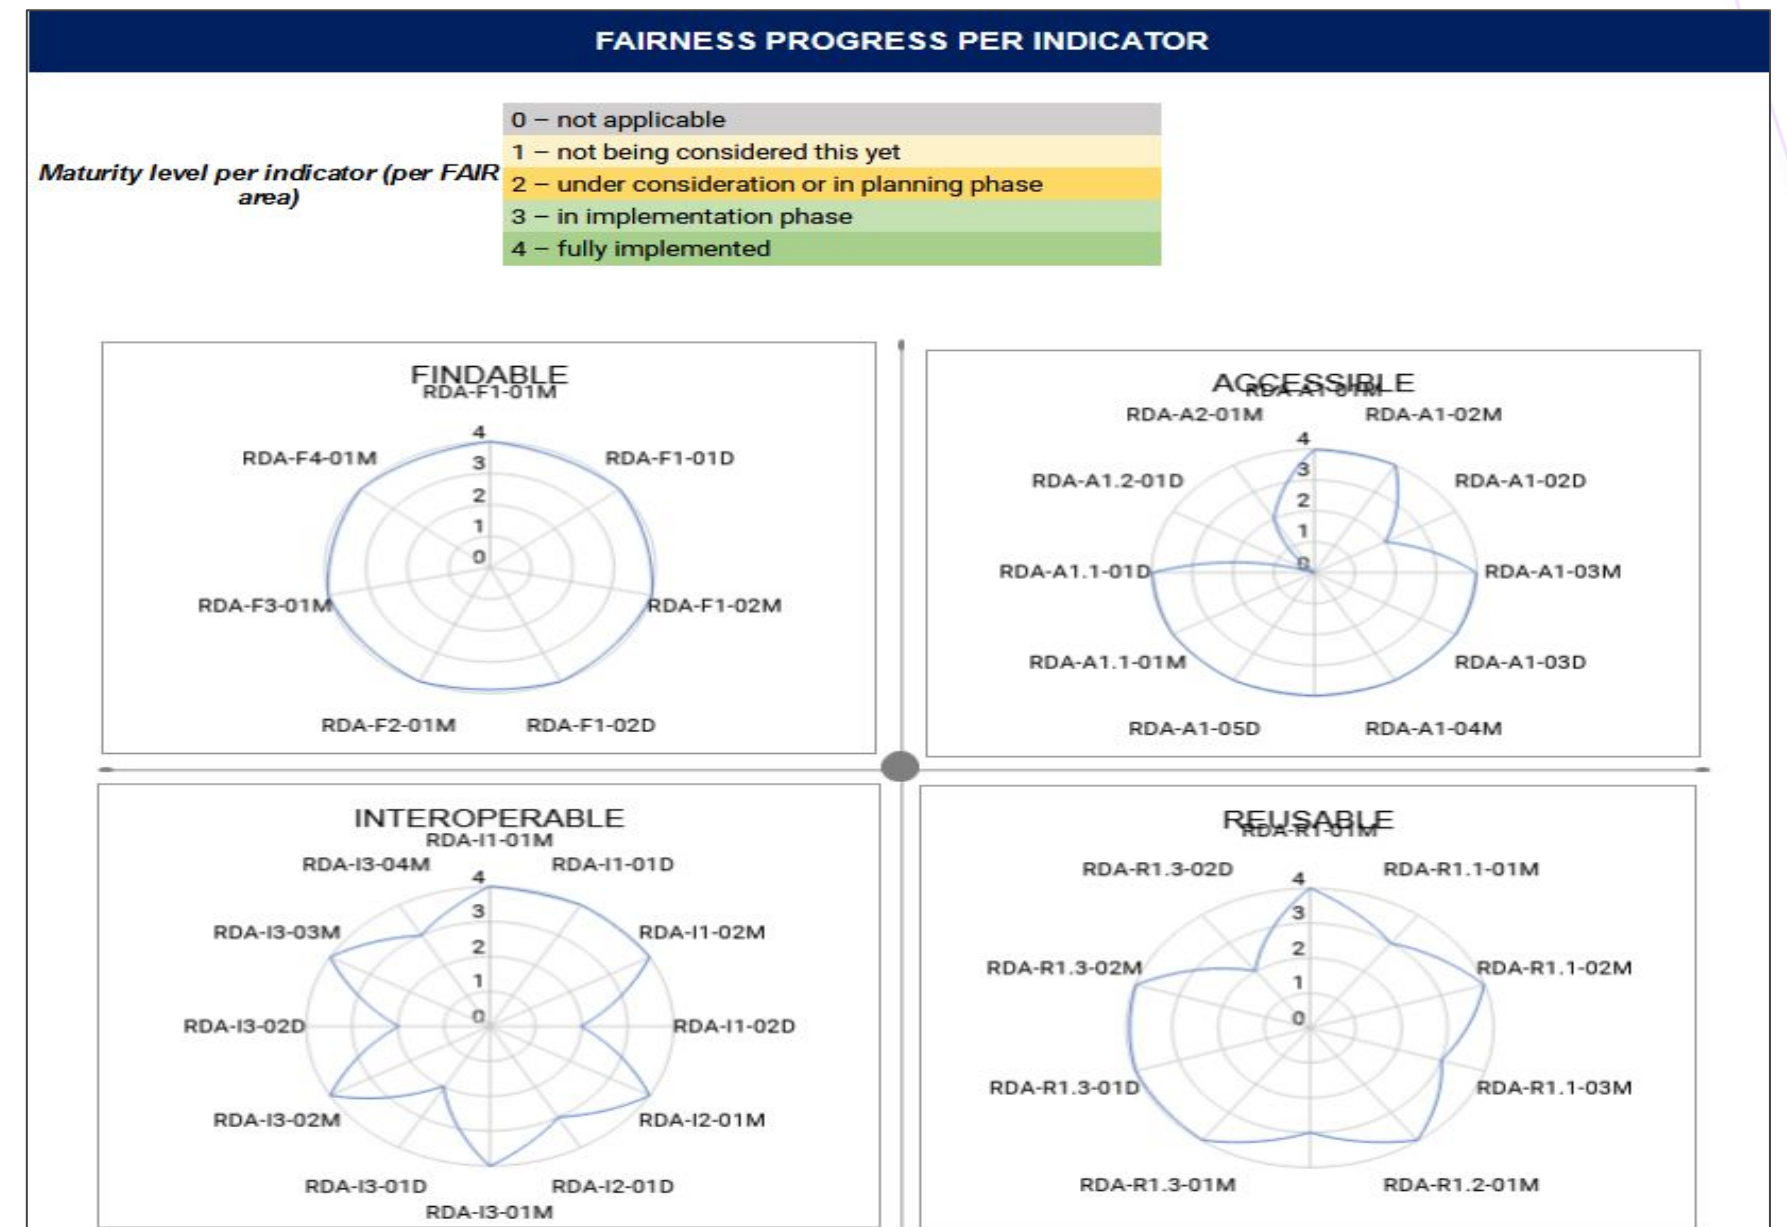 FAIRNESS PROGRESS PER INDICATOR
Maturity level per indicator (per FAIR
area)
0 – not applicable
1 – not being considered this yet
2 – under consideration or in planning phase
3 – in implementation phase
4 – fully implemented
FINDABLE
RDA-F1-01M
RDA-F4-01M
RDA-F1-01D
RDA-F3-01M
RDA-F1-02M
RDA-F2-01M
RDA-F1-02D
4
3
2
1
0
ACCESSIBLE
RDA-A1-01M
RDA-A2-01M
RDA-A1-02M
RDA-A1.2-01D
RDA-A1-02D
RDA-A1.1-01D
RDA-A1-03M
RDA-A1.1-01M
RDA-A1-03D
RDA-A1-05D
RDA-A1-04M
4
3
2
1
0
INTEROPERABLE
RDA-I1-01M
RDA-I3-04M
RDA-I1-01D
RDA-I3-03M
RDA-I1-02M
RDA-I3-02D
RDA-I1-02D
RDA-I3-02M
RDA-I2-01M
RDA-I3-01D
RDA-I2-01D
RDA-I3-01M
4
3
2
1
0
REUSABLE
RDA-R1-01M
RDA-R1.3-02D
RDA-R1.1-01M
RDA-R1.3-02M
RDA-R1.1-02M
RDA-R1.3-01D
RDA-R1.1-03M
RDA-R1.3-01M
RDA-R1.2-01M
4
3
2
1
0